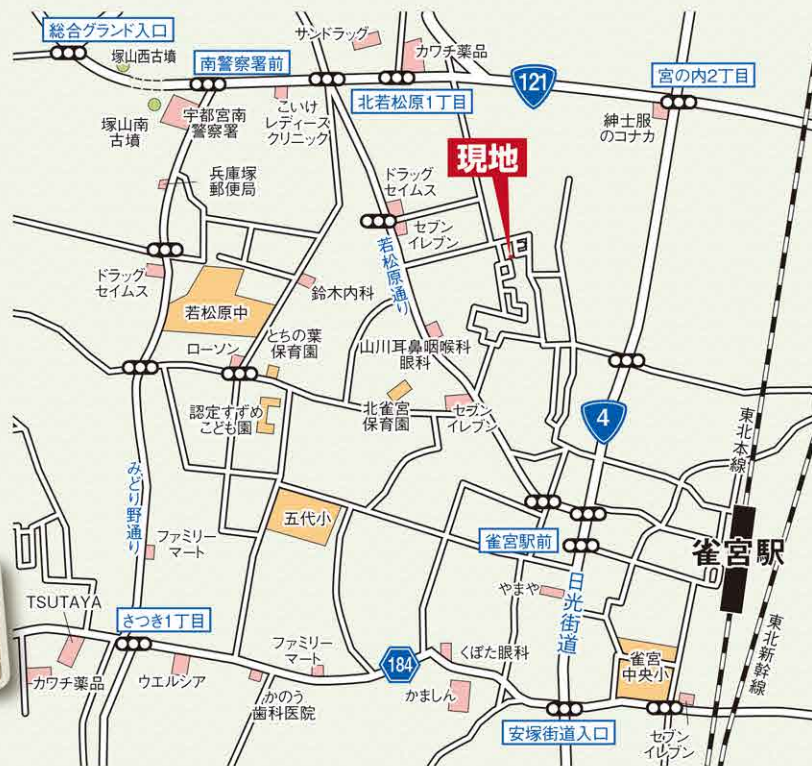 総合グランド入口
塚山西古墳
南警察署前
サンドラッグ
カワチ薬品
塚山南
古墳
宇都宮南
警察署
こいけ
レディース
クリニック
北若松原1丁目
121
宮の内2丁目
紳士服
のコナカ
兵庫塚
郵便局
現地
ドラッグ
セイムス
セブン
イレブン
若松原通り
ドラッグ
セイムス
若松原中
鈴木内科
ローソン
とちの葉
保育園
山川耳鼻咽喉科
眼科
認定すずめ
こども園
北雀宮
保育園
セブン
イレブン
4
東北本線
みどり野通り
五代小
ファミリー
マート
雀宮駅前
雀宮駅
やまや
日光街道
TSUTAYA
さつき1丁目
カワチ薬品
ウエルシア
ファミリー
マート
かのう
歯科医院
184
くぼた眼科
かましん
雀宮
中央小
東北新幹線
安塚街道入口
セブン
イレブン